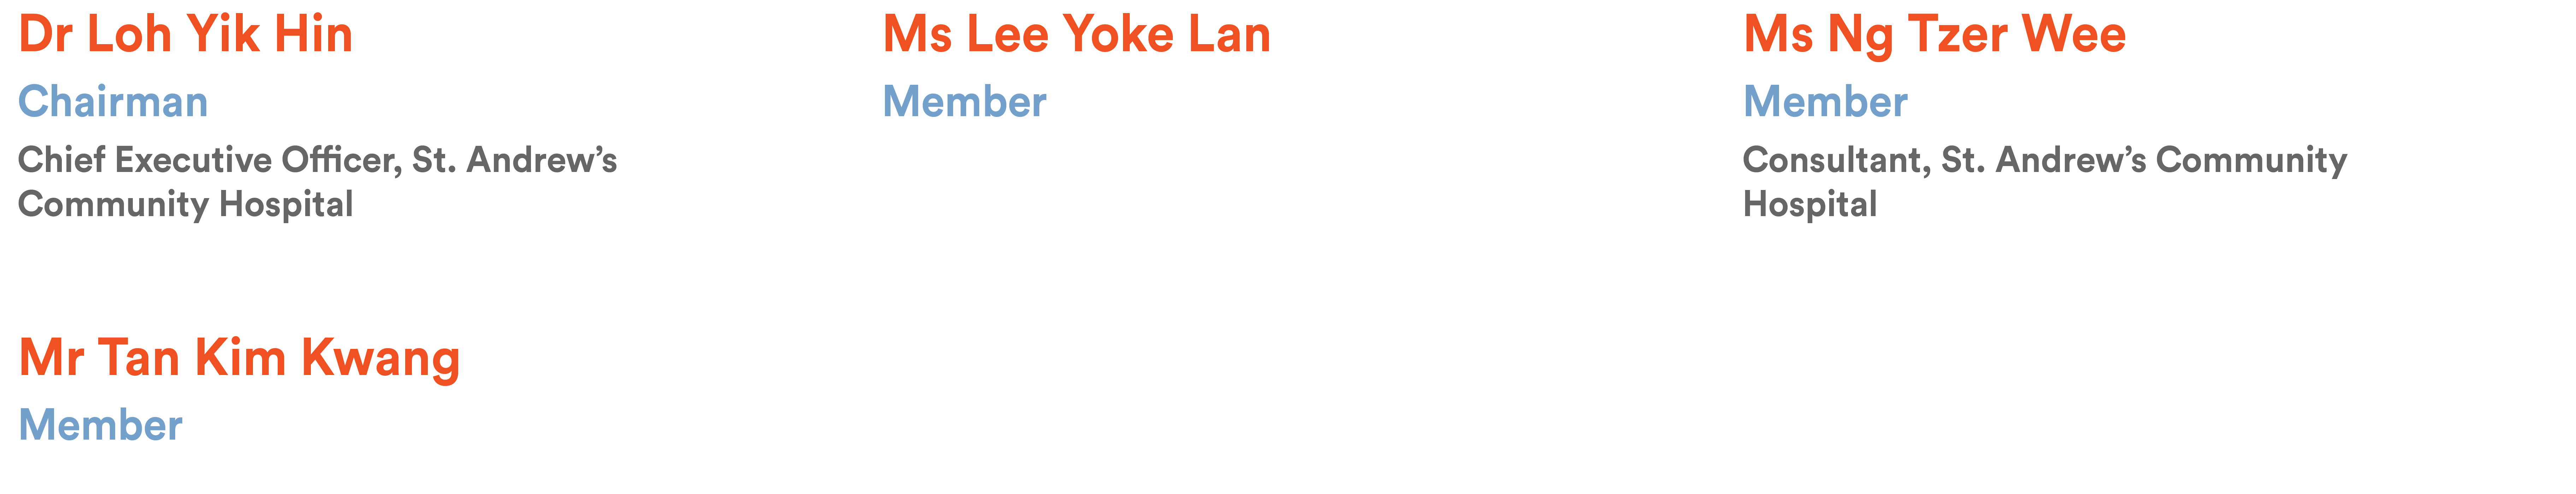 Dr Loh Yik Hin
Chairman
Chief Executive Officer, St. Andrew’s
Community Hospital
Ms Lee Yoke Lan
Member
Ms Ng Tzer Wee
Member
Consultant, St. Andrew’s Community
Hospital
Mr Tan Kim Kwang
Member